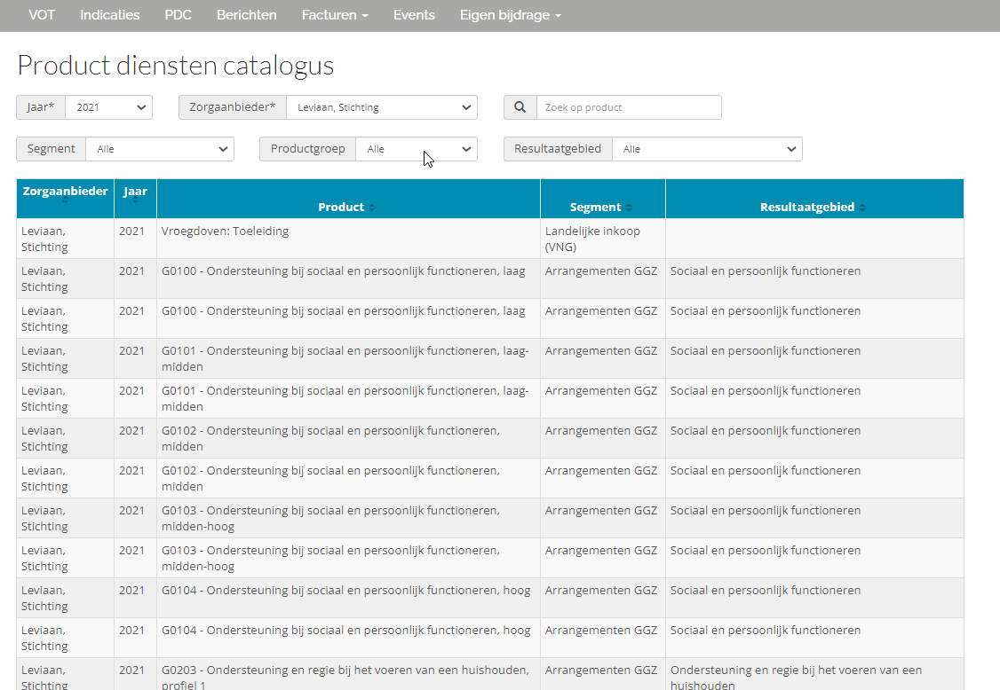 VOT Indicaties PDC Berichten Facturen Events Eigen bijdrage
Product diensten catalogus
Jaar* 2021 Zorgaanbieder* Leviaan, Stichting Zoek op product
Segment Alle Productgroep Alle Resultaatgebied Alle
Zorgaanbieder Jaar Product Segment Resultaatgebied
Leviaan, 2021 Vroegdoven: Toeleiding Landelijke inkoop
Stichting (VNG)
Leviaan, 2021 G0100 - Ondersteuning bij sociaal en persoonlijk functioneren, laag Arrangementen GGZ Sociaal en persoonlijk functioneren
Stichting
Leviaan, 2021 G0100 - Ondersteuning bij sociaal en persoonlijk functioneren, laag Arrangementen GGZ Sociaal en persoonlijk functioneren
Stichting
Leviaan, 2021 G0101 - Ondersteuning bij sociaal en persoonlijk functioneren, laag- Arrangementen GGZ Sociaal en persoonlijk functioneren
Stichting midden
Leviaan, 2021 G0101 - Ondersteuning bij sociaal en persoonlijk functioneren, laag- Arrangementen GGZ Sociaal en persoonlijk functioneren
Stichting midden
Leviaan, 2021 G0102 - Ondersteuning bij sociaal en persoonlijk functioneren, Arrangementen GGZ Sociaal en persoonlijk functioneren
Stichting midden
Leviaan, 2021 G0102 - Ondersteuning bij sociaal en persoonlijk functioneren, Arrangementen GGZ Sociaal en persoonlijk functioneren
Stichting midden
Leviaan, 2021 G0103 - Ondersteuning bij sociaal en persoonlijk functioneren, Arrangementen GGZ Sociaal en persoonlijk functioneren
Stichting midden-hoog
Leviaan, 2021 G0103 - Ondersteuning bij sociaal en persoonlijk functioneren, Arrangementen GGZ Sociaal en persoonlijk functioneren
Stichting midden-hoog
Leviaan, 2021 G0104 - Ondersteuning bij sociaal en persoonlijk functioneren, hoog Arrangementen GGZ Sociaal en persoonlijk functioneren
Stichting
Leviaan, 2021 G0104 - Ondersteuning bij sociaal en persoonlijk functioneren, hoog Arrangementen GGZ Sociaal en persoonlijk functioneren
Stichting
Leviaan, 2021 G0203 - Ondersteuning en regie bij het voeren van een huishouden, Arrangementen GGZ Ondersteuning en regie bij het voeren van een
Stichting profiel 1 huishouden